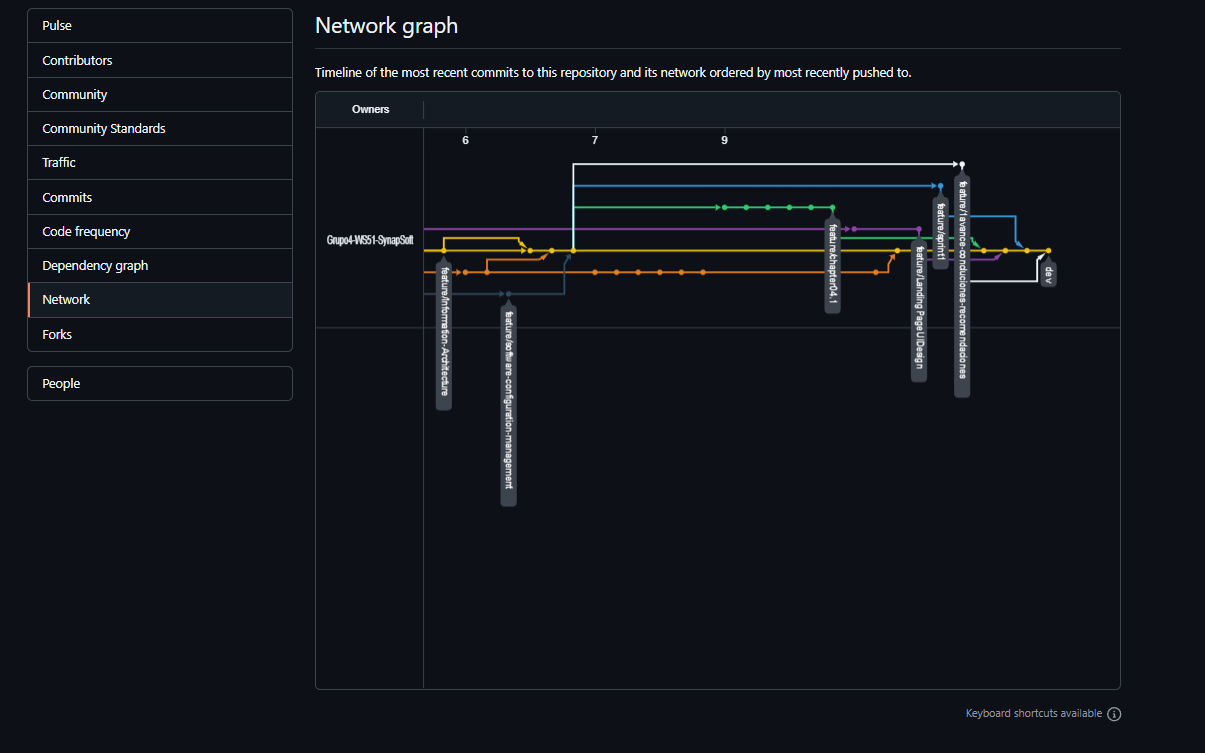 Pulse
Contributors
Community
Community Standards
Traffic
Commits
Code frequency
Dependency graph
Network
Forks
People
Network graph
Timeline of the most recent commits to this repository and its network ordered by most recently pushed to.
Owners
6 7 9
Grupo4-WS51-SynapSoft
feature/Information-Architecture
feature/software-configuration-management
feature/chapter04.1
feature/Landing Page UIDesign
feature/sprint1
feature/1avance-conduciones-recomendaciones
dev
Keyboard shortcuts available